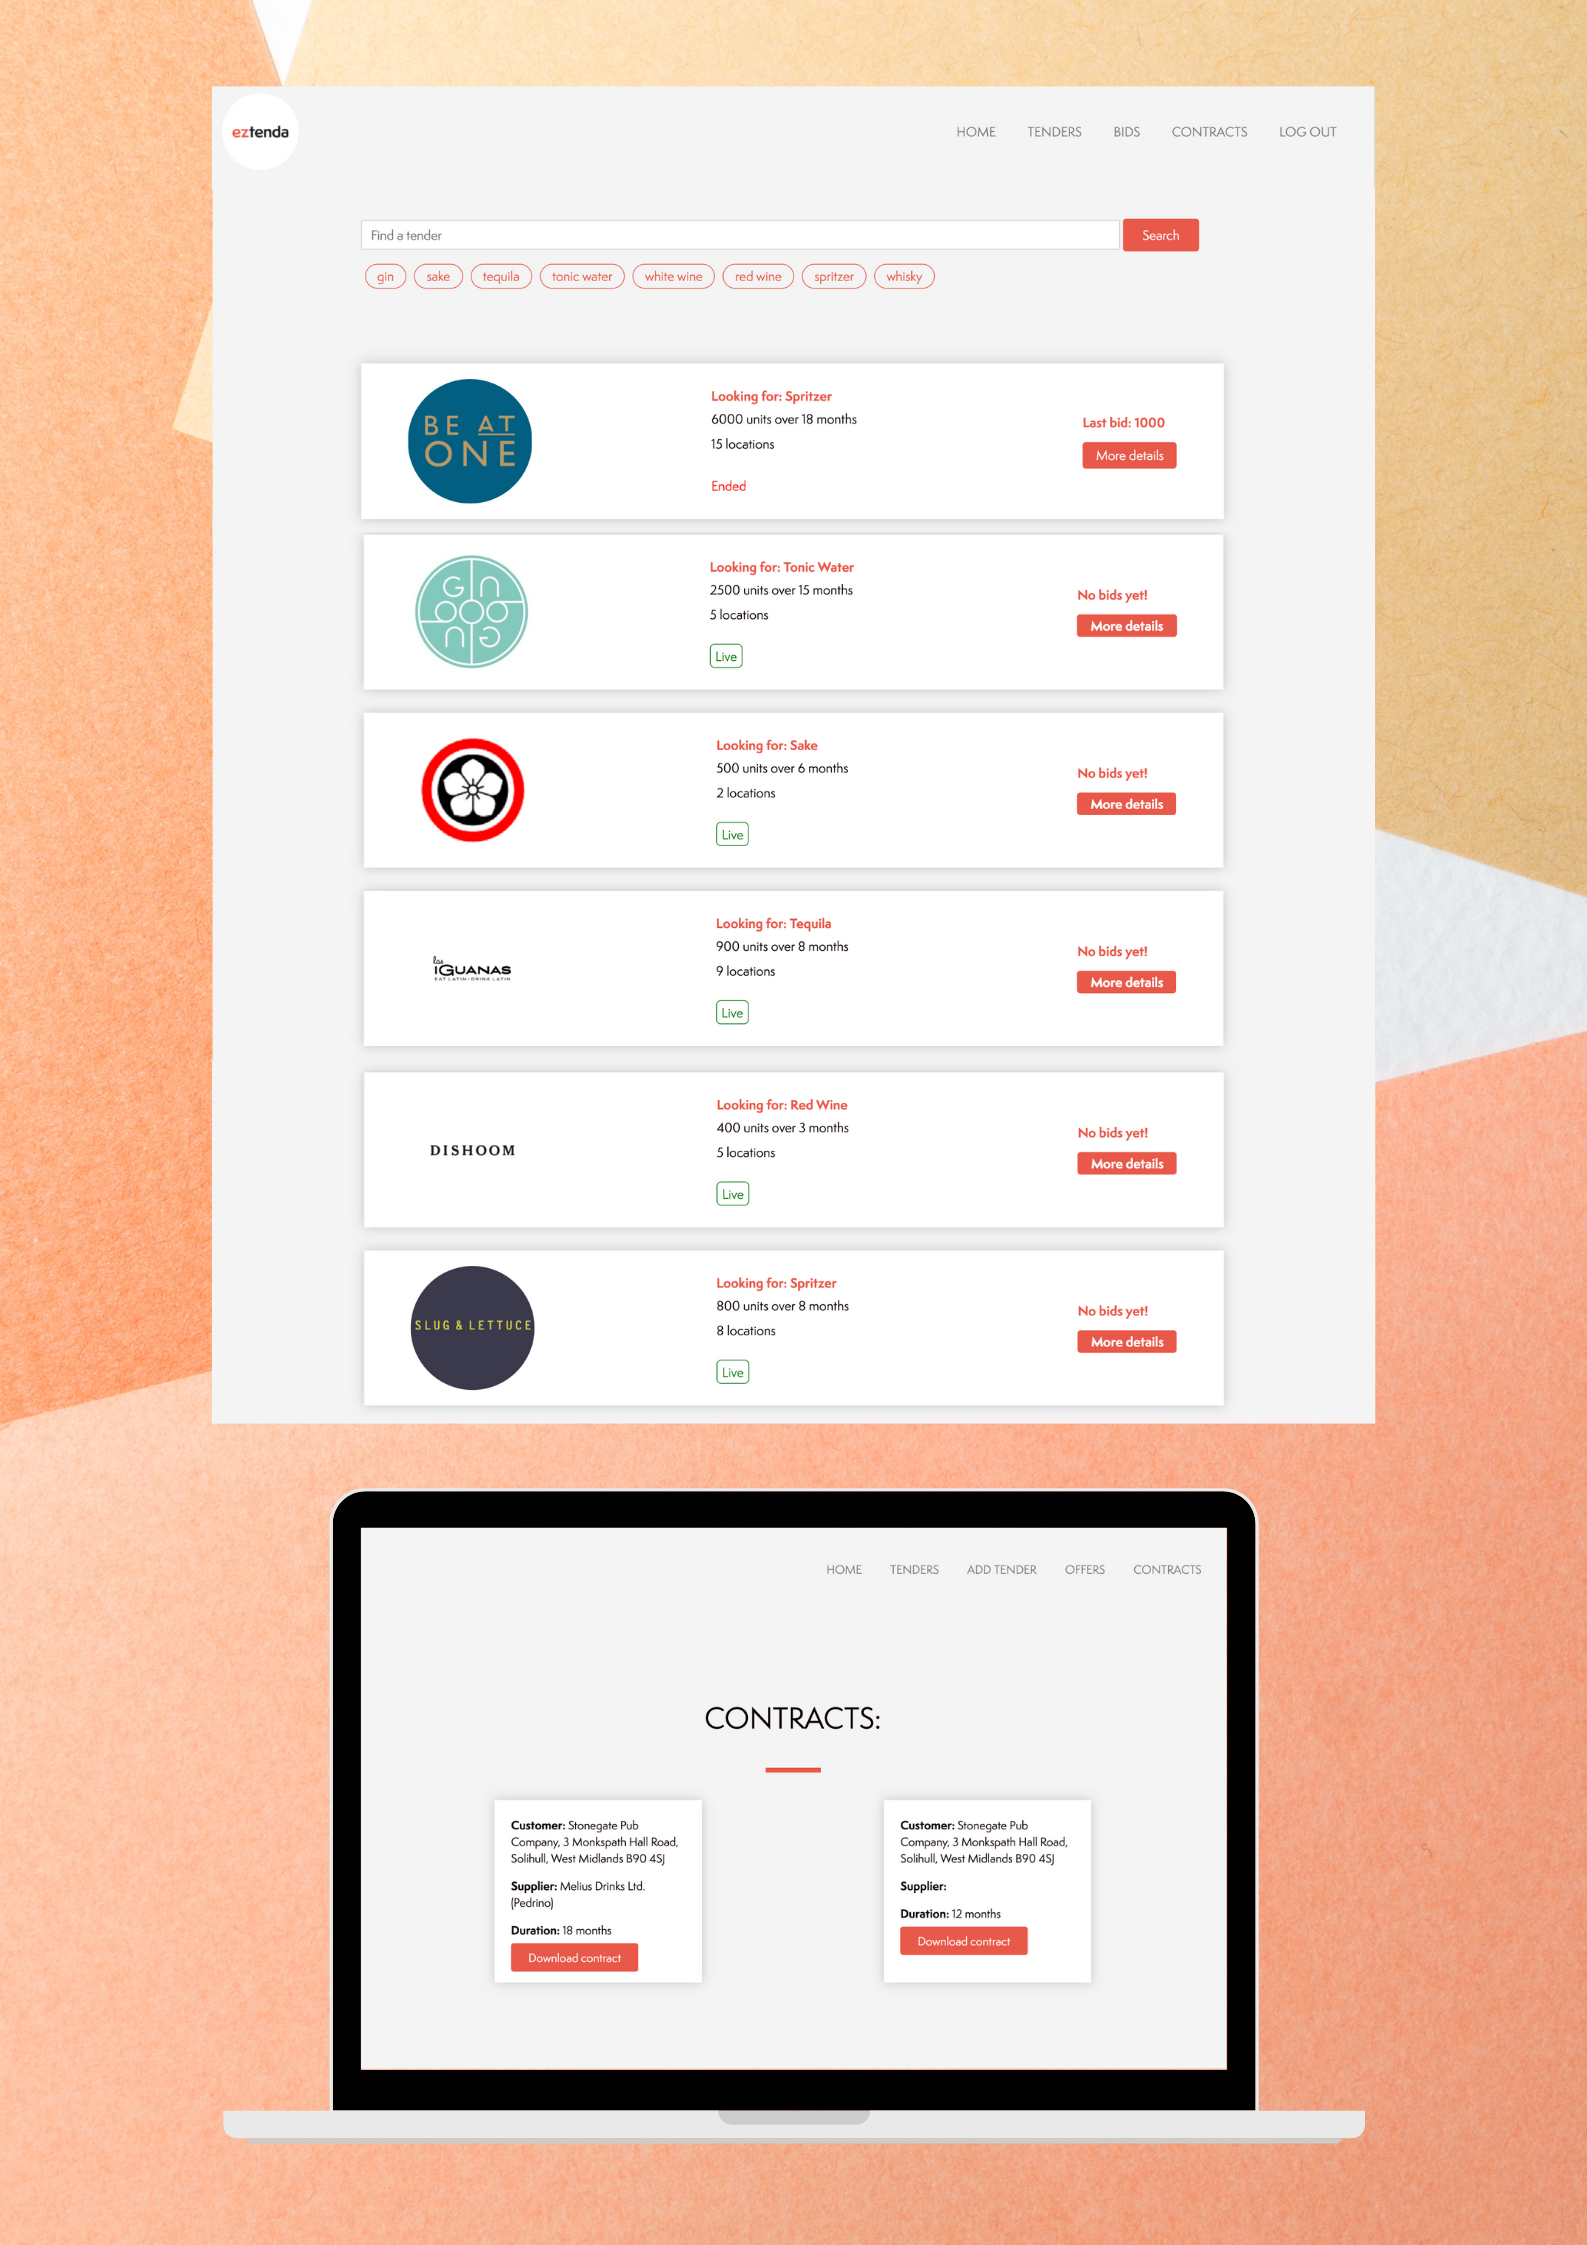 eztenda
HOME TENDERS BIDS CONTRACTS LOG OUT
Find a tender Search
gin sake tequila tonic water white wine red wine spritzer whisky
BE AT
ONE
Looking for: Spritzer
6000 units over 18 months
15 locations
Ended
Last bid: 1000
More details
Looking for: Tonic Water
2500 units over 15 months
5 locations
Live
No bids yet!
More details
Looking for: Sake
500 units over 6 months
2 locations
Live
No bids yet!
More details
las
IGUANAS
EAT LATIN • DRINK LATIN
Looking for: Tequila
900 units over 8 months
9 locations
Live
No bids yet!
More details
DISHOOM
Looking for: Red Wine
400 units over 3 months
5 locations
Live
No bids yet!
More details
SLUG & LETTUCE
Looking for: Spritzer
800 units over 8 months
8 locations
Live
No bids yet!
More details
HOME TENDERS ADD TENDER OFFERS CONTRACTS
CONTRACTS:
Customer: Stonegate Pub
Company, 3 Monkspath Hall Road,
Solihull, West Midlands B90 4SJ
Supplier: Melius Drinks Ltd.
(Pedrino)
Duration: 18 months
Download contract
Customer: Stonegate Pub
Company, 3 Monkspath Hall Road,
Solihull, West Midlands B90 4SJ
Supplier:
Duration: 12 months
Download contract